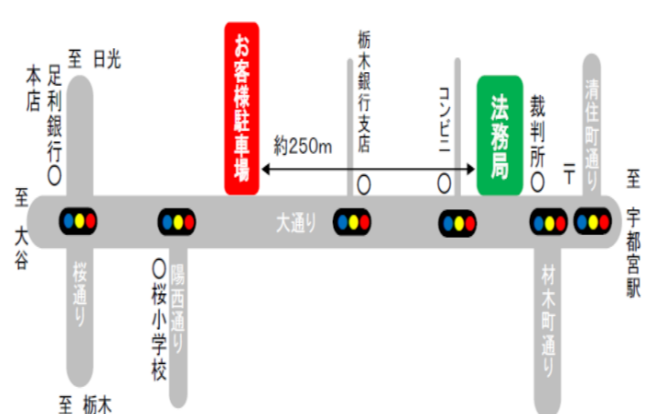 至 日光
足利銀行
本店
お客様駐車場
約250m
栃木銀行支店
コンビニ
法務局
裁判所
〒
清住町通り
至 宇都宮駅
至 大谷
大通り
桜通り
桜小学校
陽西通り
材木町通り
至 栃木